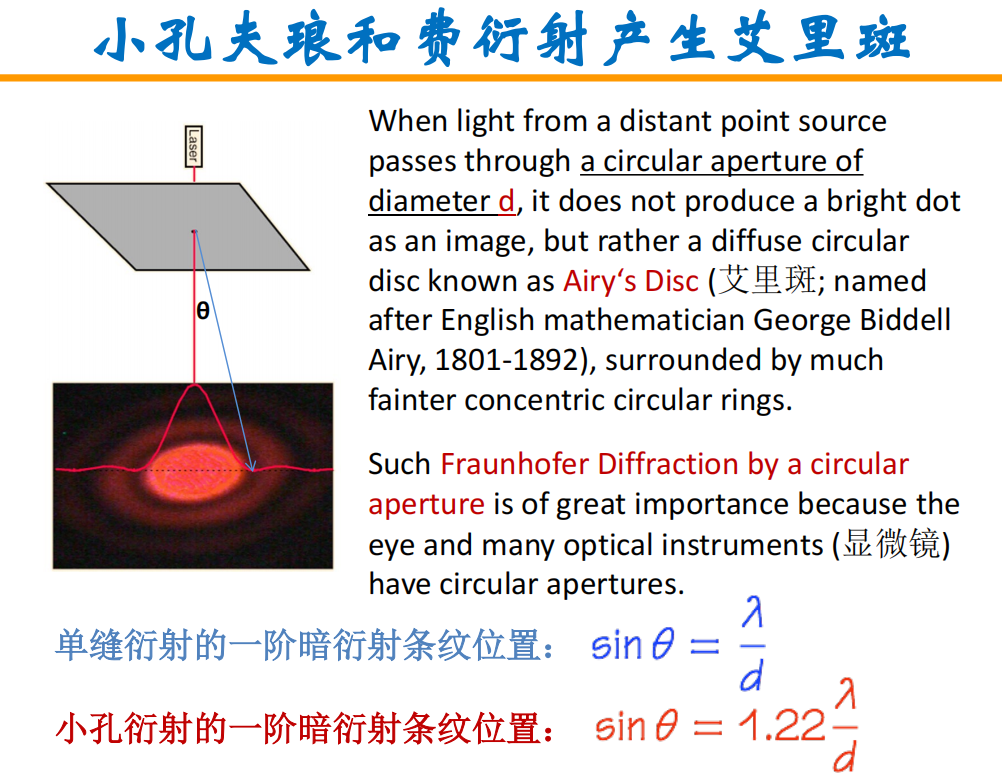 小孔夫琅和费衍射产生艾里斑
Laser
θ
When light from a distant point source
passes through a circular aperture of
diameter d, it does not produce a bright dot
as an image, but rather a diffuse circular
disc known as Airy‘s Disc (艾里斑; named
after English mathematician George Biddell
Airy, 1801-1892), surrounded by much
fainter concentric circular rings.
Such Fraunhofer Diffraction by a circular
aperture is of great importance because the
eye and many optical instruments (显微镜)
have circular apertures.
单缝衍射的一阶暗衍射条纹位置： sin θ = λ/d
小孔衍射的一阶暗衍射条纹位置： sin θ = 1.22 λ/d